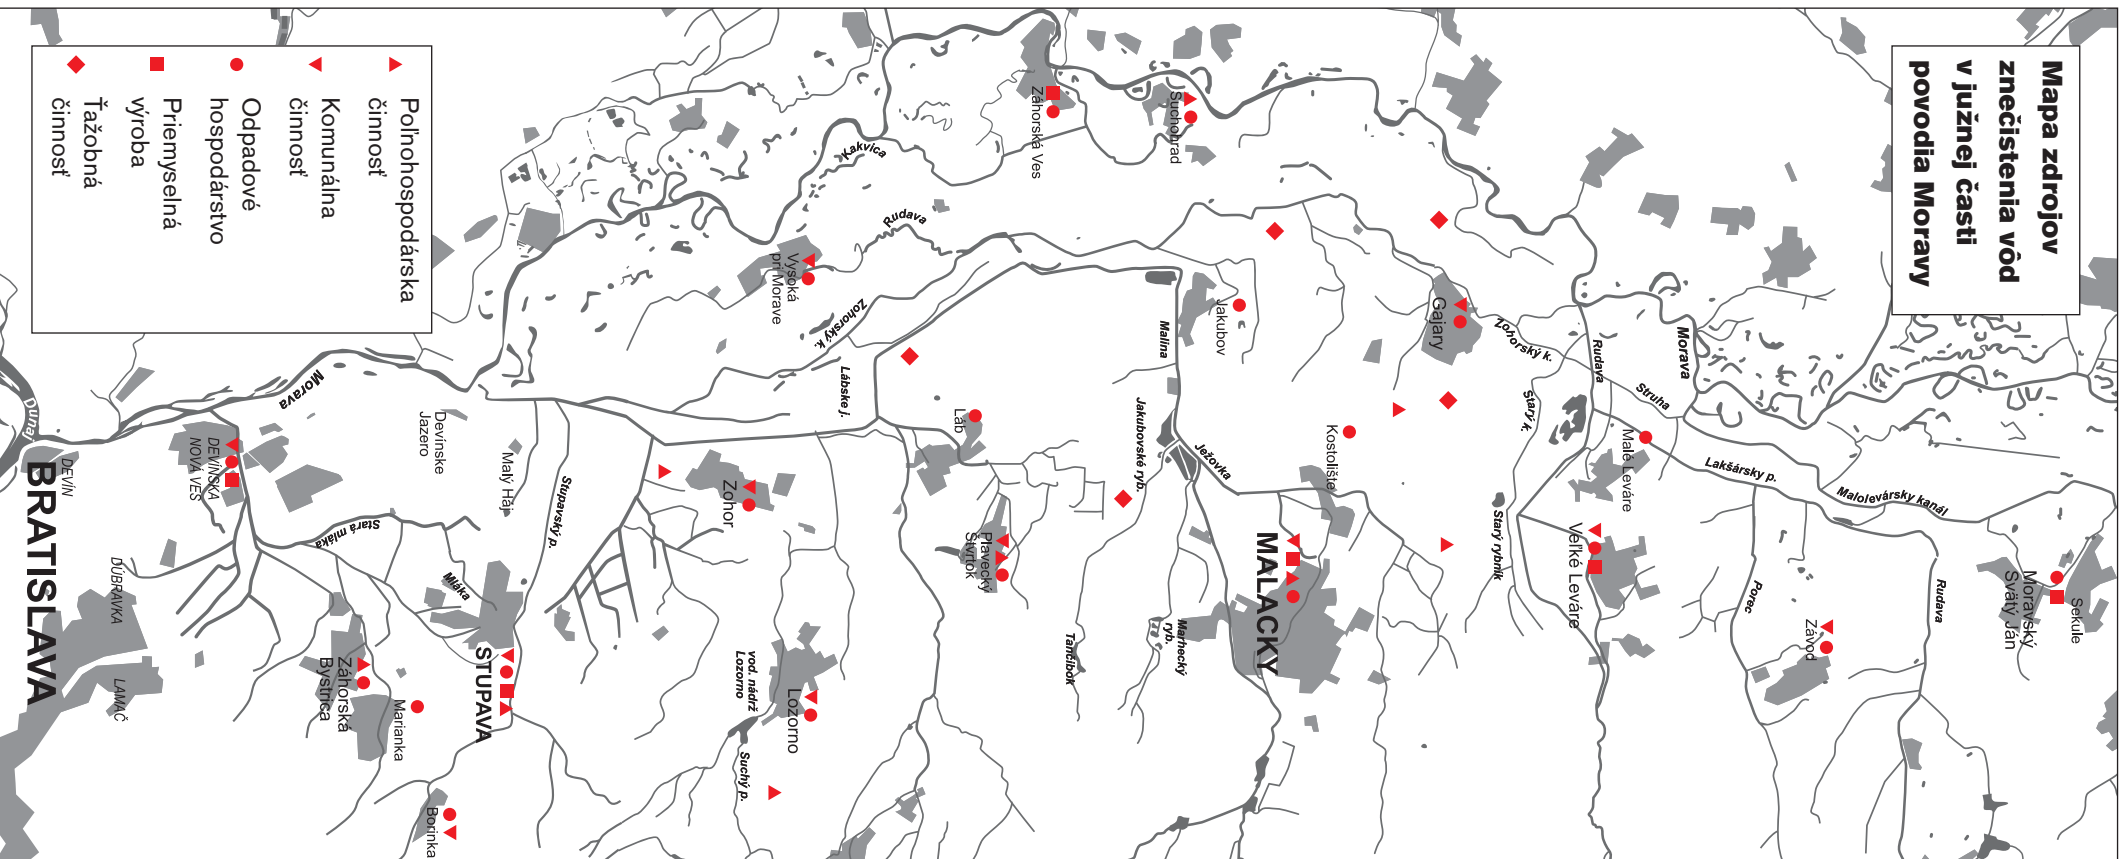 Mapa zdrojov
znečistenia vôd
v južnej časti
povodia Moravy
Poľnohospodárska
činnosť
Komunálna
činnosť
Odpadové
hospodárstvo
Priemyselná
výroba
Ťažobná
činnosť
Sekule
Moravský
Svätý Ján
Rudava
Malolevársky kanál
Lakšársky p.
Porec
Závod
Morava
Struha
Rudava
Malé Leváre
Veľké Leváre
Zohorský k.
Starý k.
Starý rybník
Gajary
Kostolište
MALACKY
Suchohrad
Jakubov
Malina
Ježovka
Jakubovské ryb.
Marhecký
ryb.
Tančibok
Záhorská Ves
Láb
Plavecký
Štvrtok
Rudava
Kakvica
Zohorský k.
Lábske j.
Vysoká
pri Morave
Lozorno
vod. nádrž
Lozorno
Suchý p.
Zohor
Stupavský p.
Malý Háj
STUPAVA
Mláka
Devínske
Jazero
Borinka
Marianka
Záhorská
Bystrica
Stará mláka
Morava
DEVÍNSKA
NOVÁ VES
DÚBRAVKA
LAMAČ
DEVÍN
Dunaj
BRATISLAVA